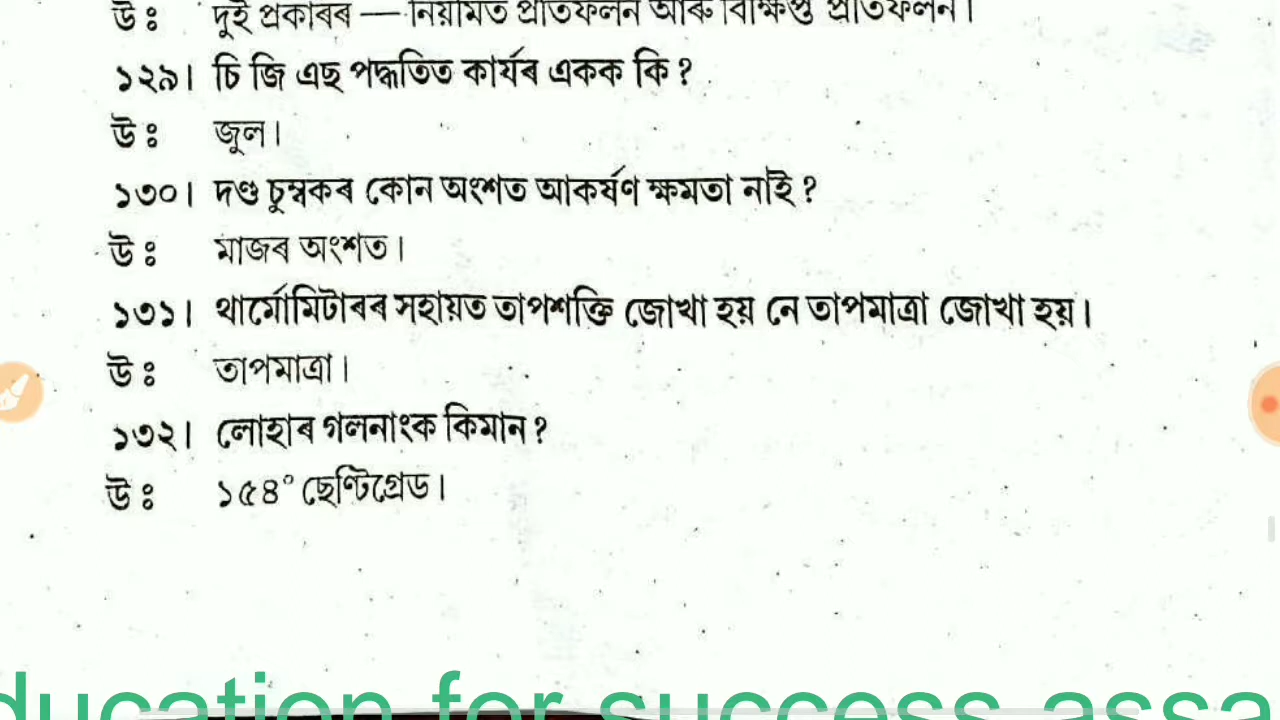 উঃ দুই প্ৰকাৰৰ — নিয়মিত প্ৰতিফলন আৰু বিক্ষিপ্ত প্ৰতিফলন।
১২৯। চি জি এছ পদ্ধতিত কাৰ্যৰ একক কি ?
উঃ জুল।
১৩০। দণ্ড চুম্বকৰ কোন অংশত আকৰ্ষণ ক্ষমতা নাই ?
উঃ মাজৰ অংশত।
১৩১। থাৰ্মোমিটাৰৰ সহায়ত তাপশক্তি জোখা হয় নে তাপমাত্ৰা জোখা হয়।
উঃ তাপমাত্ৰা।
১৩২। লোহাৰ গলনাংক কিমান ?
উঃ ১৫৪° ছেণ্টিগ্ৰেড।
ducation for success assa